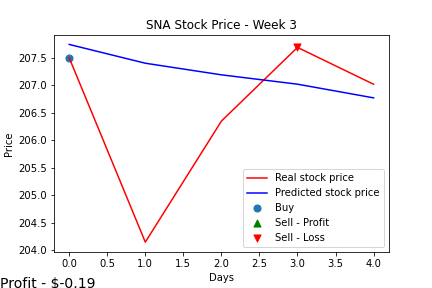 SNA Stock Price - Week 3
Price
207.5
207.0
206.5
206.0
205.5
205.0
204.5
204.0
Real stock price
Predicted stock price
Buy
Sell - Profit
Sell - Loss
0.0 0.5 1.0 1.5 2.0 2.5 3.0 3.5 4.0
Days
Profit - $-0.19